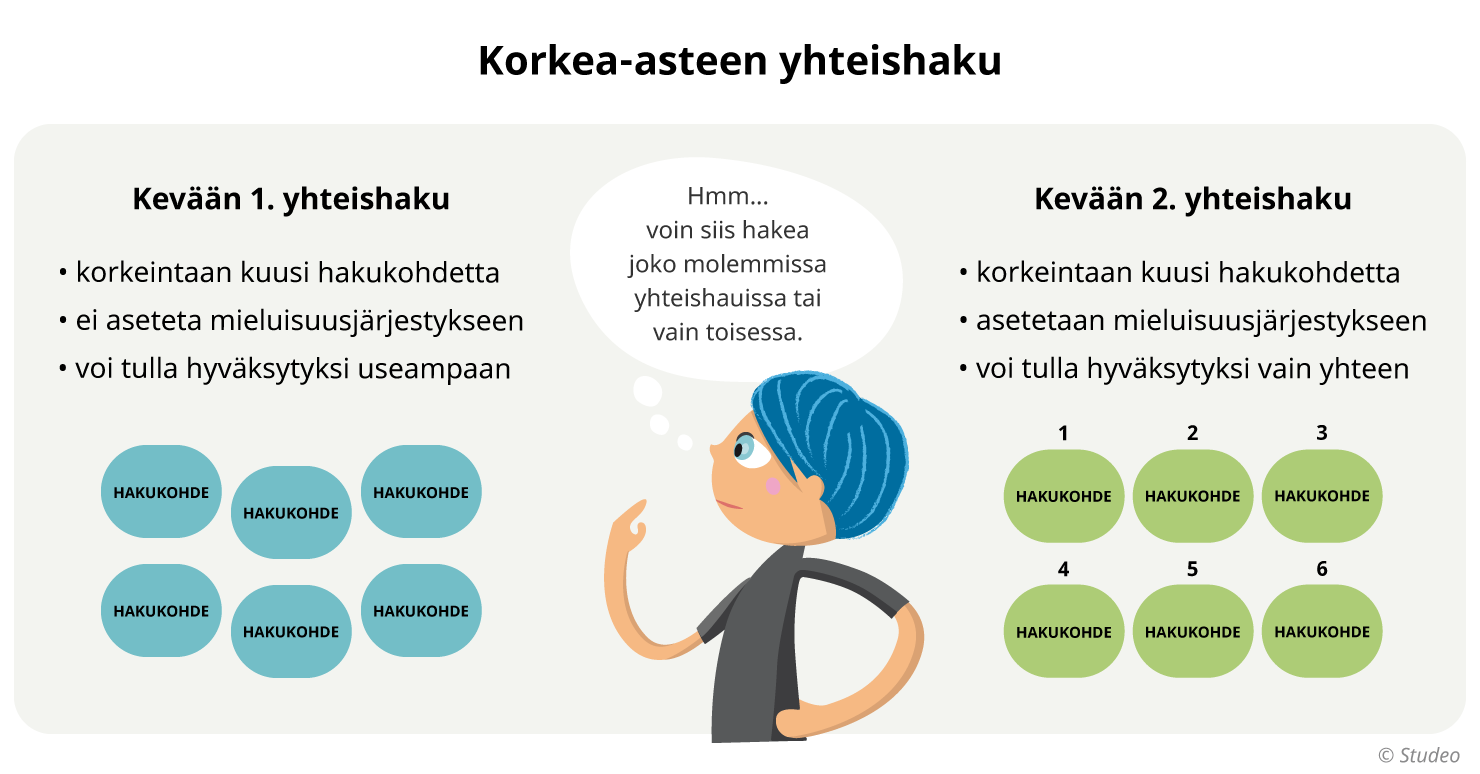 Korkea-asteen yhteishaku
Kevään 1. yhteishaku
• korkeintaan kuusi hakukohdetta
• ei aseteta mieluisuusjärjestykseen
• voi tulla hyväksytyksi useampaan
HAKUKOHDE
HAKUKOHDE
HAKUKOHDE
HAKUKOHDE
HAKUKOHDE
HAKUKOHDE
Hmm...
voin siis hakea
joko molemmissa
yhteishauissa tai
vain toisessa.
Kevään 2. yhteishaku
• korkeintaan kuusi hakukohdetta
• asetetaan mieluisuusjärjestykseen
• voi tulla hyväksytyksi vain yhteen
1 2 3
HAKUKOHDE HAKUKOHDE HAKUKOHDE
4 5 6
HAKUKOHDE HAKUKOHDE HAKUKOHDE
© Studeo